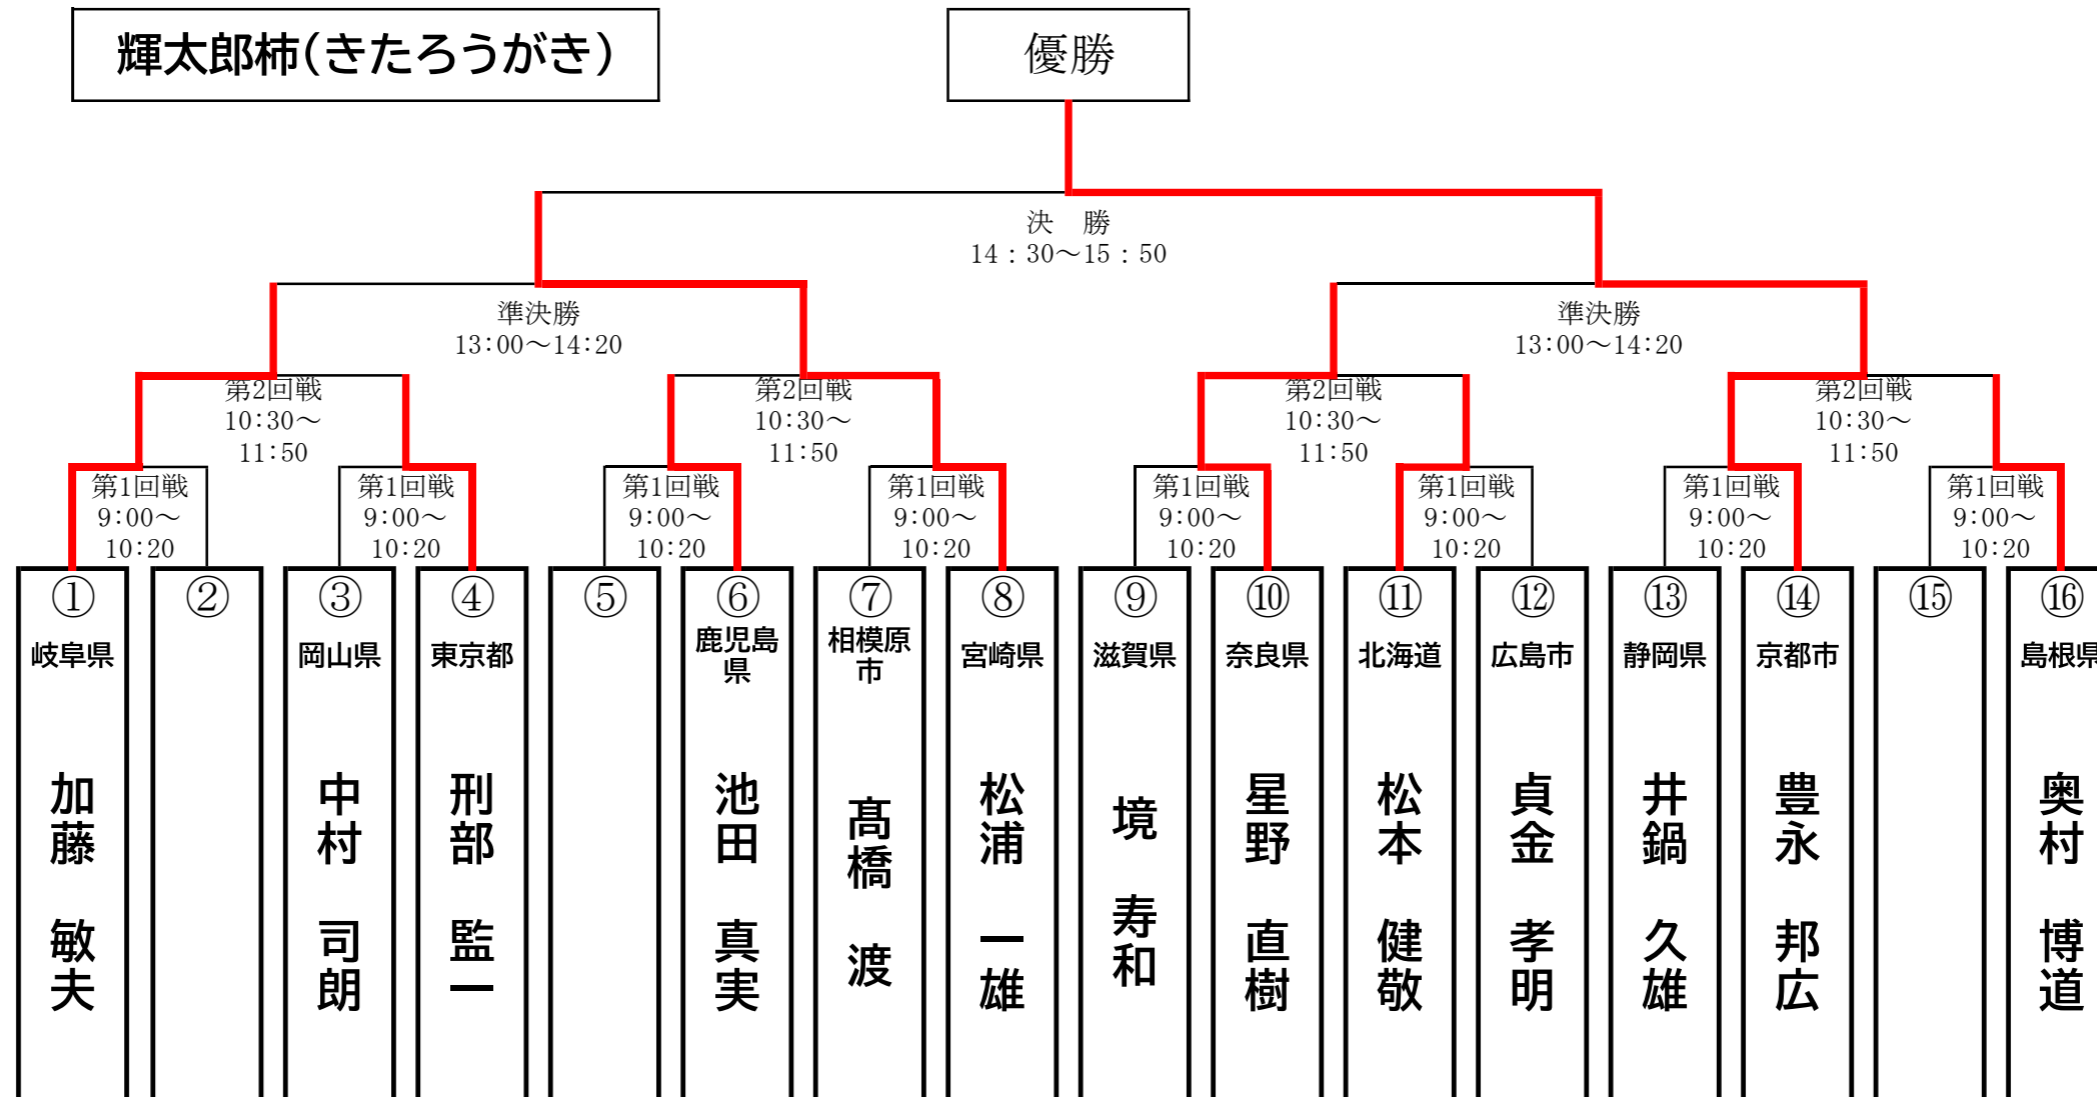 輝太郎柿(きたろうがき)
優勝
決　勝
14：30～15：50
準決勝
13:00～14:20
準決勝
13:00～14:20
第2回戦
10:30～
11:50
第2回戦
10:30～
11:50
第2回戦
10:30～
11:50
第2回戦
10:30～
11:50
第1回戦
9:00～
10:20
第1回戦
9:00～
10:20
第1回戦
9:00～
10:20
第1回戦
9:00～
10:20
第1回戦
9:00～
10:20
第1回戦
9:00～
10:20
第1回戦
9:00～
10:20
第1回戦
9:00～
10:20
①
岐阜県
加藤　敏夫
②
③
岡山県
中村　司朗
④
東京都
刑部　監一
⑤
⑥
鹿児島
県
池田　真実
⑦
相模原
市
髙橋　渡
⑧
宮崎県
松浦　一雄
⑨
滋賀県
境　寿和
⑩
奈良県
星野　直樹
⑪
北海道
松本　健敬
⑫
広島市
貞金　孝明
⑬
静岡県
井鍋　久雄
⑭
京都市
豊永　邦広
⑮
⑯
島根県
奥村　博道